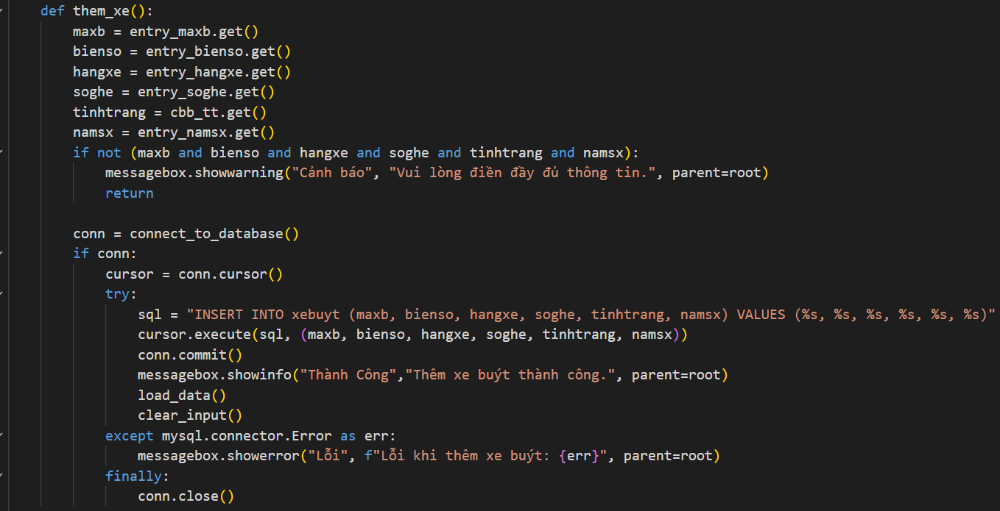 def them_xe():
    maxb = entry_maxb.get()
    bienso = entry_bienso.get()
    hangxe = entry_hangxe.get()
    soghe = entry_soghe.get()
    tinhtrang = cbb_tt.get()
    namsx = entry_namsx.get()
    if not (maxb and bienso and hangxe and soghe and tinhtrang and namsx):
        messagebox.showwarning("Cảnh báo", "Vui lòng điền đầy đủ thông tin.", parent=root)
        return

    conn = connect_to_database()
    if conn:
        cursor = conn.cursor()
        try:
            sql = "INSERT INTO xebuyt (maxb, bienso, hangxe, soghe, tinhtrang, namsx) VALUES (%s, %s, %s, %s, %s, %s)"
            cursor.execute(sql, (maxb, bienso, hangxe, soghe, tinhtrang, namsx))
            conn.commit()
            messagebox.showinfo("Thành Công","Thêm xe buýt thành công.", parent=root)
            load_data()
            clear_input()
        except mysql.connector.Error as err:
            messagebox.showerror("Lỗi", f"Lỗi khi thêm xe buýt: {err}", parent=root)
        finally:
            conn.close()